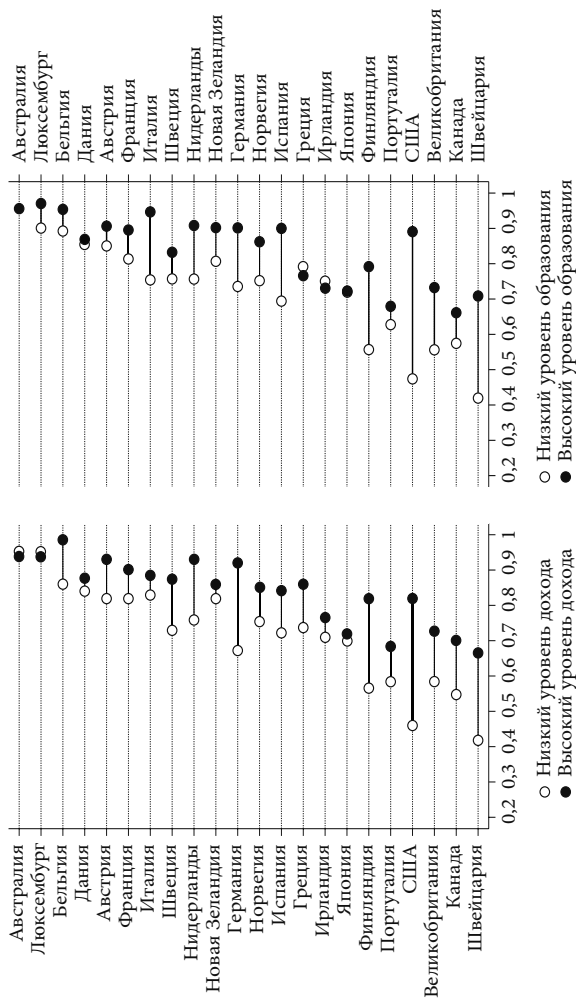 Австралия
Люксембург
Бельгия
Дания
Австрия
Франция
Италия
Швеция
Нидерланды
Новая Зеландия
Германия
Норвегия
Испания
Греция
Ирландия
Япония
Финляндия
Португалия
США
Великобритания
Канада
Швейцария
0,2 0,3 0,4 0,5 0,6 0,7 0,8 0,9 1
Низкий уровень дохода
Высокий уровень дохода
Австралия
Люксембург
Бельгия
Дания
Австрия
Франция
Италия
Швеция
Нидерланды
Новая Зеландия
Германия
Норвегия
Испания
Греция
Ирландия
Япония
Финляндия
Португалия
США
Великобритания
Канада
Швейцария
0,2 0,3 0,4 0,5 0,6 0,7 0,8 0,9 1
Низкий уровень образования
Высокий уровень образования